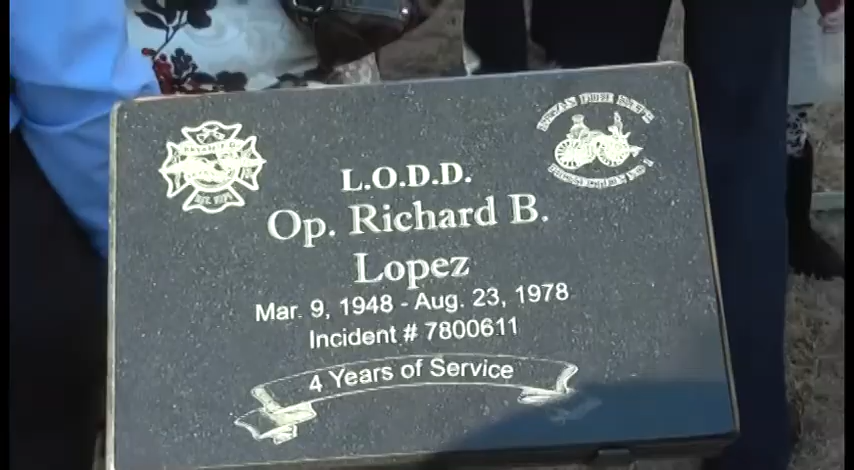 L.O.D.D.
Op. Richard B.
Lopez
Mar. 9, 1948 - Aug. 23, 1978
Incident # 7800611
4 Years of Service